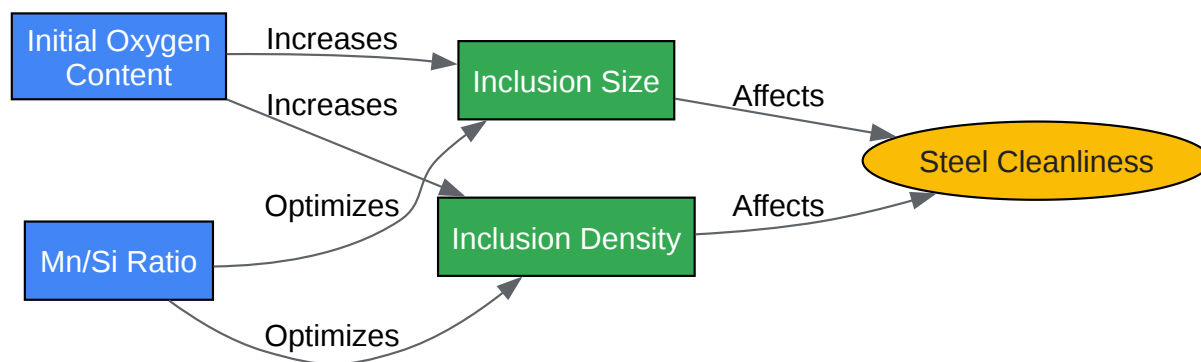 Initial Oxygen
Content
Increases
Inclusion Size
Increases
Affects
Steel Cleanliness
Optimizes
Affects
Mn/Si Ratio
Inclusion Density
Optimizes